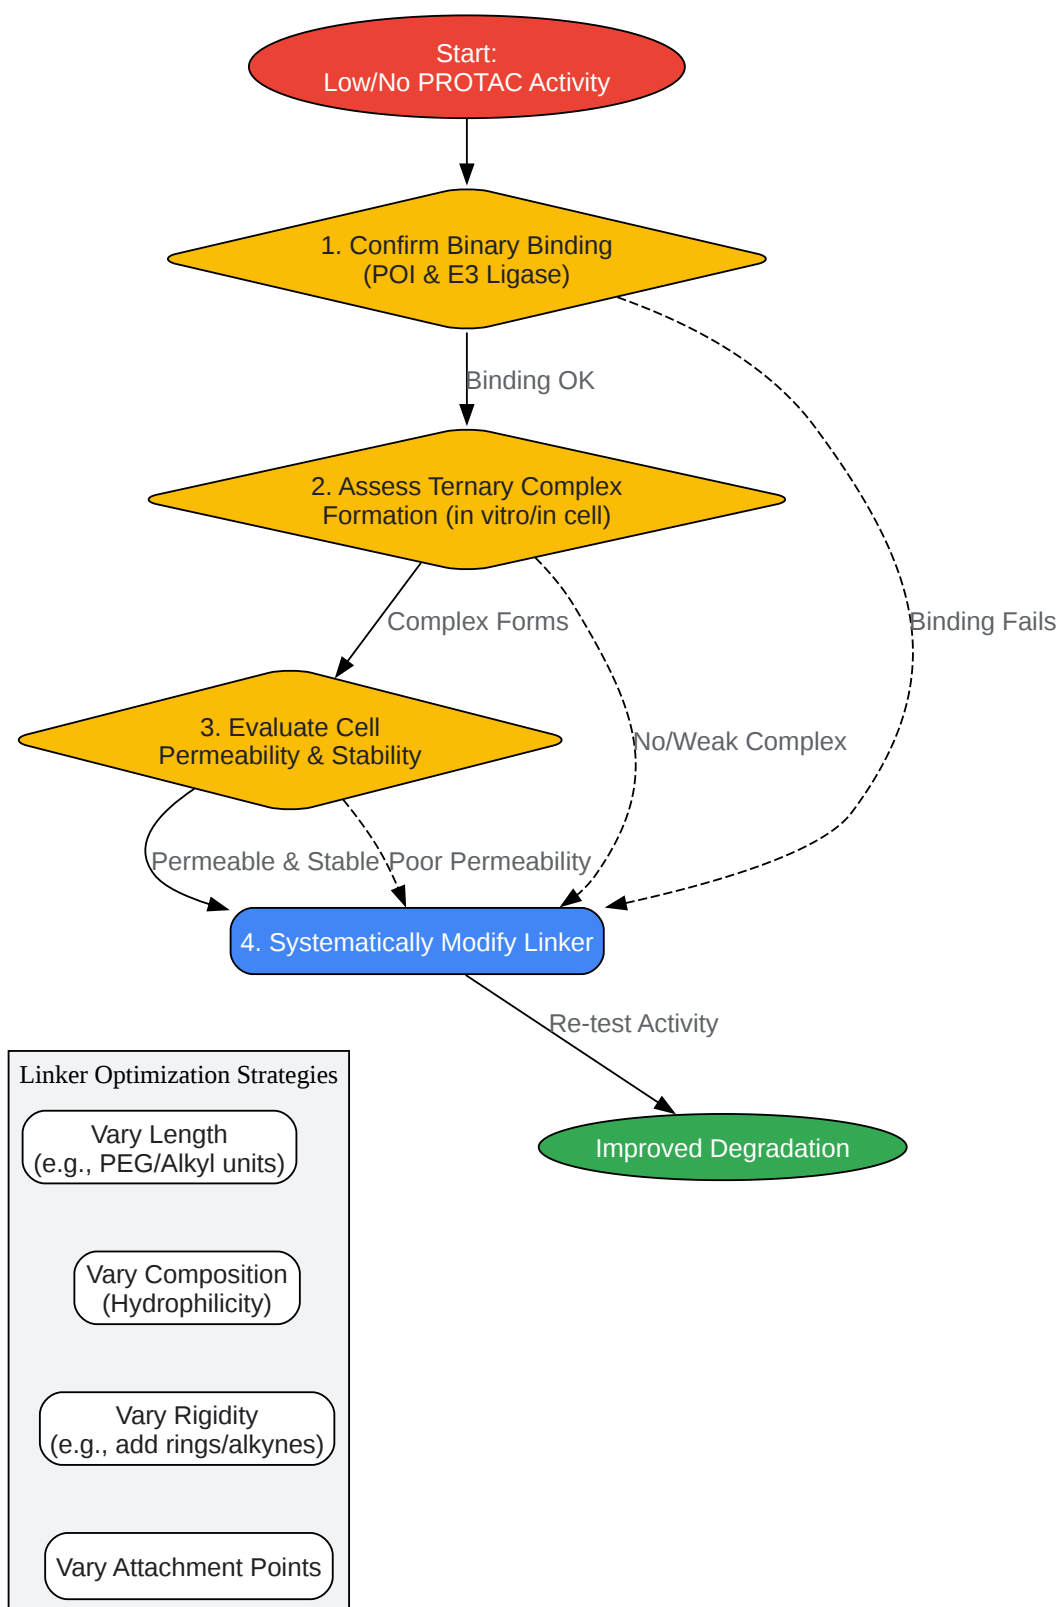 Start:
Low/No PROTAC Activity
1. Confirm Binary Binding
(POI & E3 Ligase)
Binding OK
2. Assess Ternary Complex
Formation (in vitro/in cell)
Complex Forms
Binding Fails
3. Evaluate Cell
Permeability & Stability
No/Weak Complex
Permeable & Stable
Poor Permeability
4. Systematically Modify Linker
Re-test Activity
Improved Degradation
Linker Optimization Strategies
Vary Length
(e.g., PEG/Alkyl units)
Vary Composition
(Hydrophilicity)
Vary Rigidity
(e.g., add rings/alkynes)
Vary Attachment Points